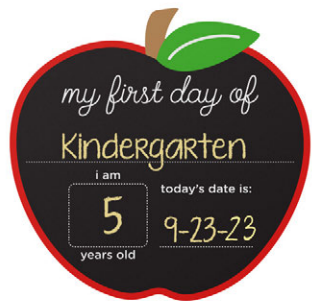 my first day of
Kindergarten
i am
5
years old
today's date is:
9-23-23